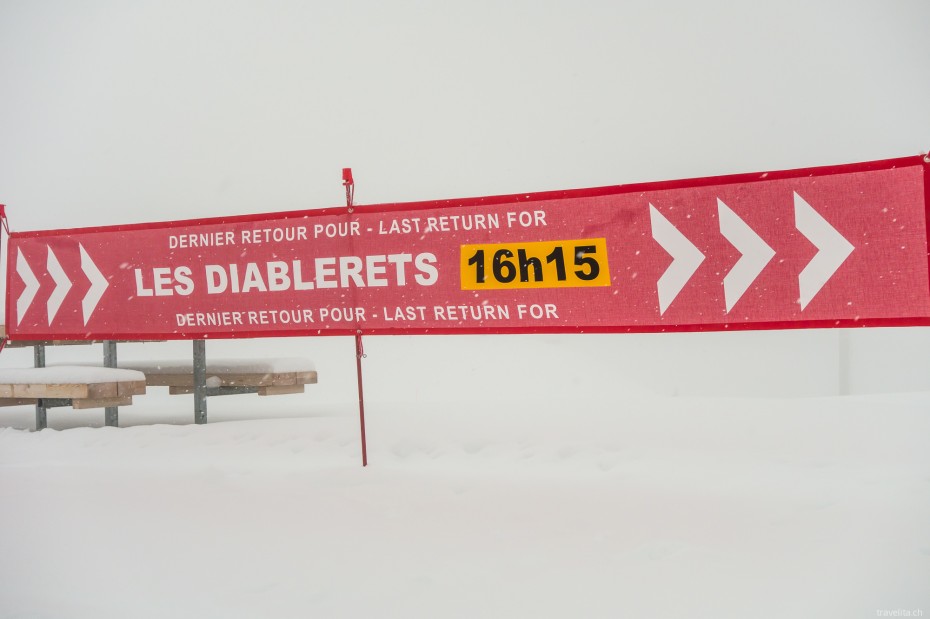 DERNIER RETOUR POUR - LAST RETURN FOR
LES DIABLERETS 16h15
DERNIER RETOUR POUR - LAST RETURN FOR
travelita.ch